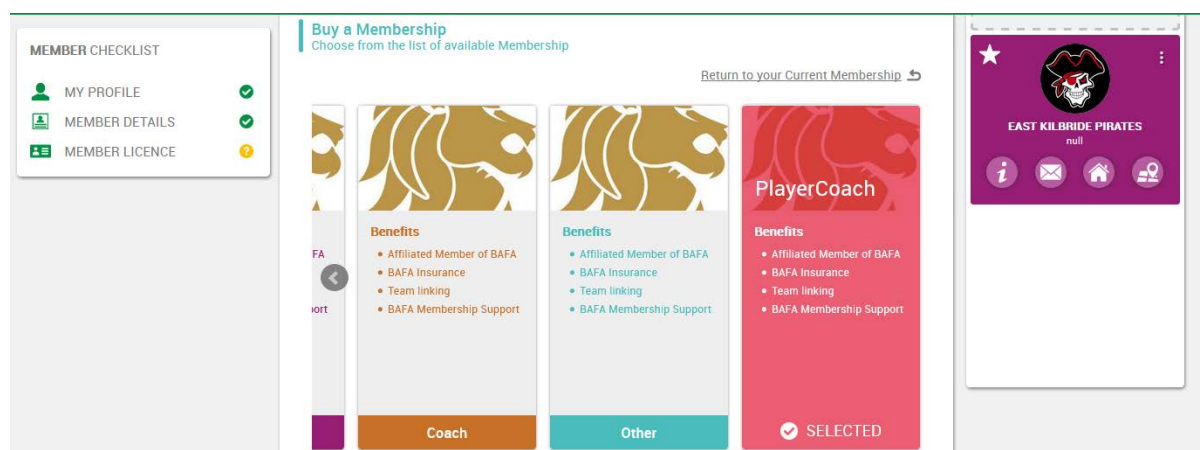 MEMBER CHECKLIST
MY PROFILE
MEMBER DETAILS
MEMBER LICENCE
Buy a Membership
Choose from the list of available Membership
Return to your Current Membership
FA
port
Benefits
Affiliated Member of BAFA
BAFA Insurance
Team linking
BAFA Membership Support
Coach
Benefits
Affiliated Member of BAFA
BAFA Insurance
Team linking
BAFA Membership Support
Other
PlayerCoach
Benefits
Affiliated Member of BAFA
BAFA Insurance
Team linking
BAFA Membership Support
SELECTED
EAST KILBRIDE PIRATES
null